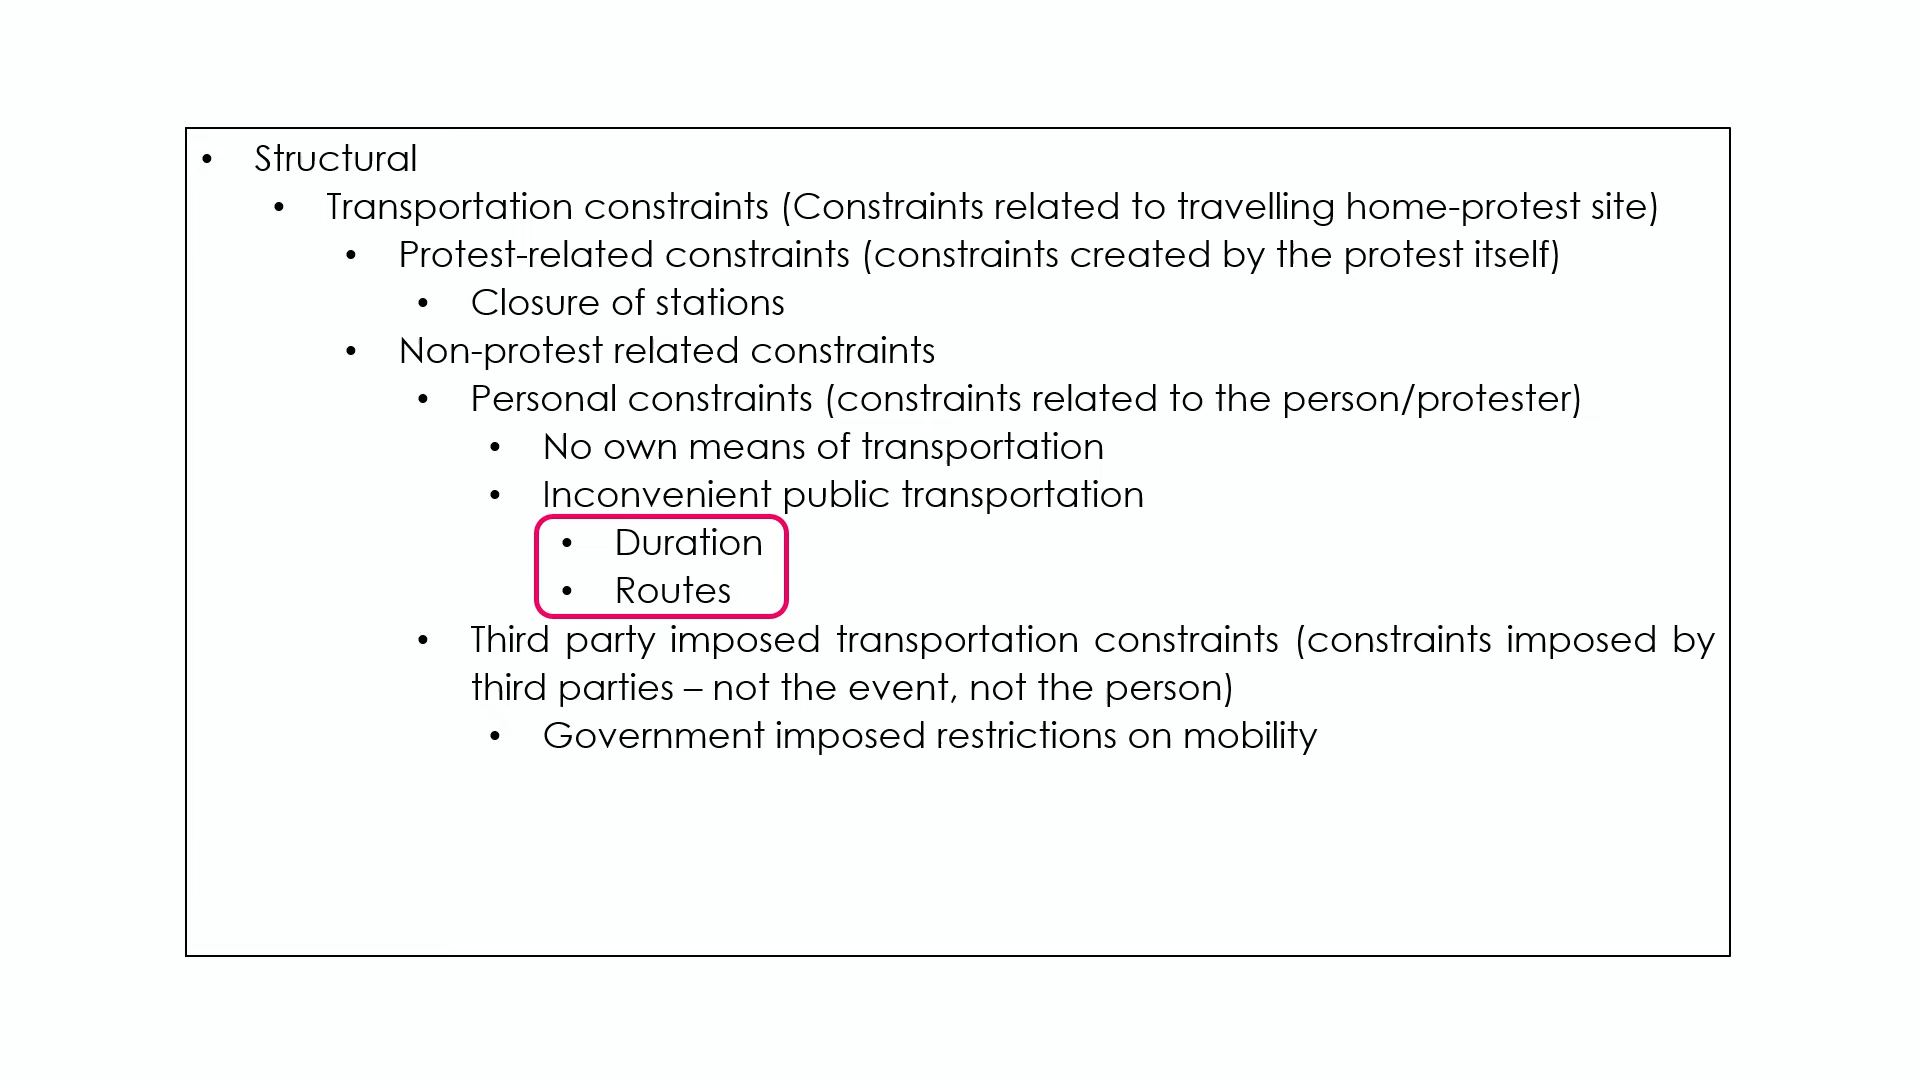 • Structural
• Transportation constraints (Constraints related to travelling home-protest site)
• Protest-related constraints (constraints created by the protest itself)
• Closure of stations
• Non-protest related constraints
• Personal constraints (constraints related to the person/protester)
• No own means of transportation
• Inconvenient public transportation
• Duration
• Routes
• Third party imposed transportation constraints (constraints imposed by
third parties – not the event, not the person)
• Government imposed restrictions on mobility